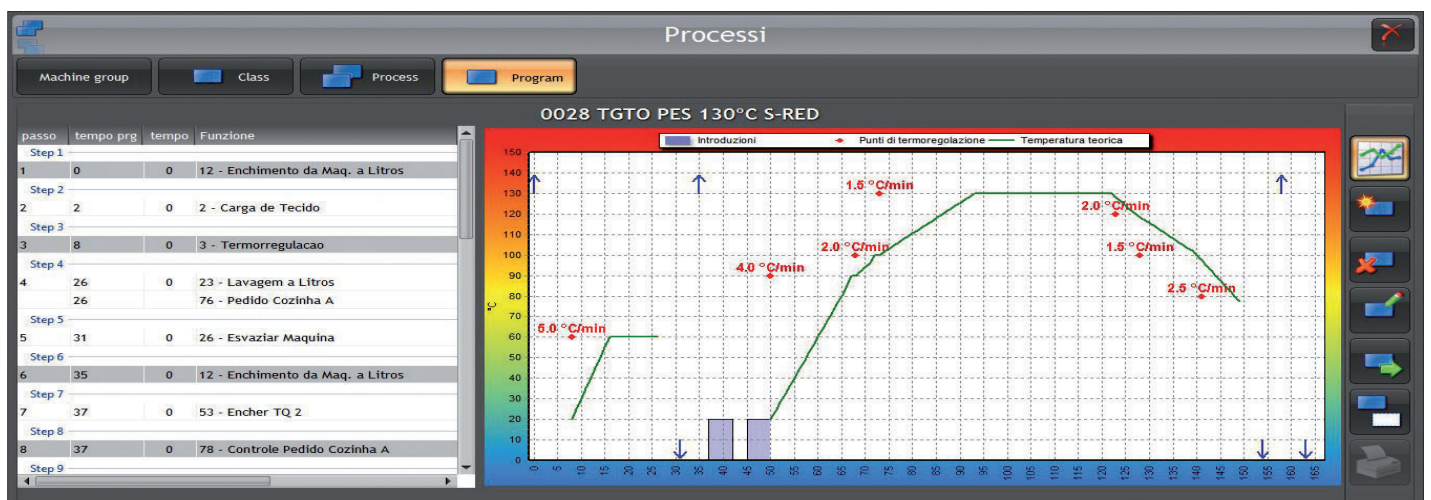 Processi
Machine group Class Process Program
0028 TGTO PES 130°C S-RED
passo tempo prg tempo Funzione
Step 1
1 0 0 12 - Enchimento da Maq. a Litros
Step 2
2 2 0 2 - Carga de Tecido
Step 3
3 8 0 3 - Termorregulacao
Step 4
4 26 0 23 - Lavagem a Litros
26 76 - Pedido Cozinha A
Step 5
5 31 0 26 - Esvaziar Maquina
Step 6
6 35 0 12 - Enchimento da Maq. a Litros
Step 7
7 37 0 53 - Encher TQ 2
Step 8
8 37 0 78 - Controle Pedido Cozinha A
Step 9
Introduzioni Punti di termoregolazione Temperatura teorica
150
140
130
120
110
100
90
80
70
60
50
40
30
20
10
0
°C
1.5 °C/min
2.0 °C/min
2.0 °C/min
1.5 °C/min
4.0 °C/min
2.5 °C/min
5.0 °C/min
0 5 10 15 20 25 30 35 40 45 50 55 60 65 70 75 80 85 90 95 100 105 110 115 120 125 130 135 140 145 150 155 160 165